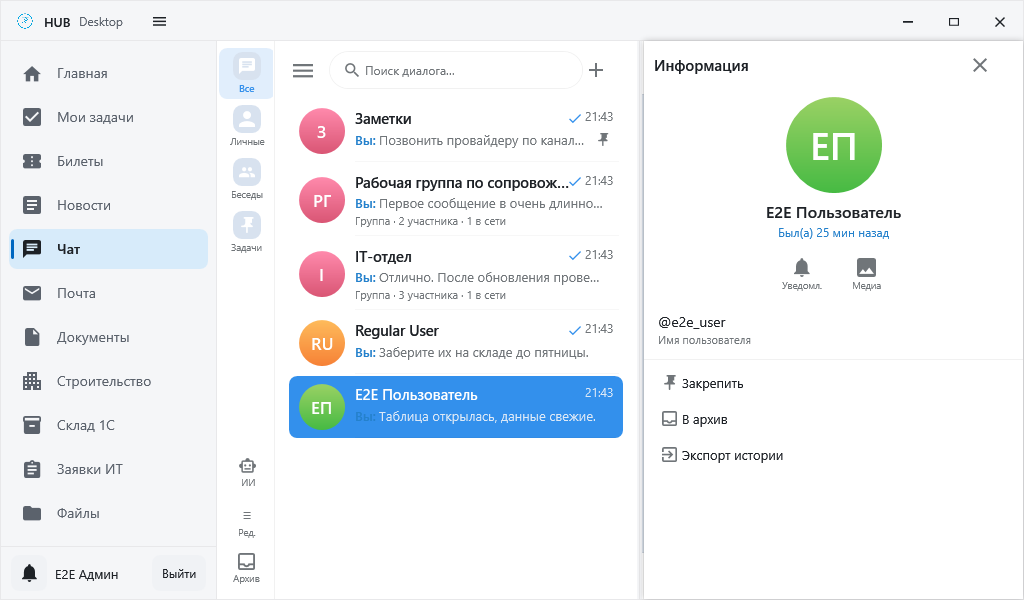 HUB Desktop
Главная
Мои задачи
Билеты
Новости
Чат
Почта
Документы
Строительство
Склад 1С
Заявки ИТ
Файлы
E2E Админ
Выйти
Все
Личные
Беседы
Задачи
ИИ
Ред.
Архив
Поиск диалога...
З
Заметки
21:43
Вы: Позвонить провайдеру по канал...
РГ
Рабочая группа по сопровож...
21:43
Вы: Первое сообщение в очень длинно...
Группа · 2 участника · 1 в сети
I
IT-отдел
21:43
Вы: Отлично. После обновления прове...
Группа · 3 участника · 1 в сети
RU
Regular User
21:43
Вы: Заберите их на складе до пятницы.
ЕП
E2E Пользователь
21:43
Вы: Таблица открылась, данные свежие.
Информация
ЕП
E2E Пользователь
Был(а) 25 мин назад
Уведомл.
Медиа
@e2e_user
Имя пользователя
Закрепить
В архив
Экспорт истории